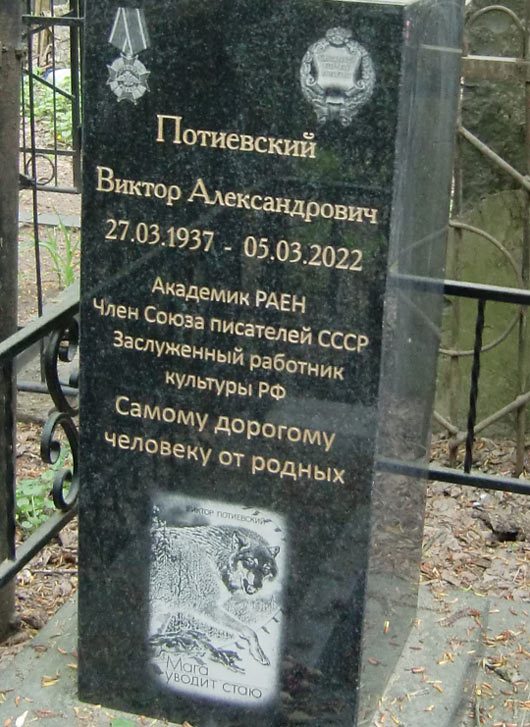 Потиевский
Виктор Александрович
27.03.1937 - 05.03.2022
Академик РАЕН
Член Союза писателей СССР
Заслуженный работник
культуры РФ
Самому дорогому
человеку от родных
ВИКТОР ПОТИЕВСКИЙ
Мага
уводит стаю